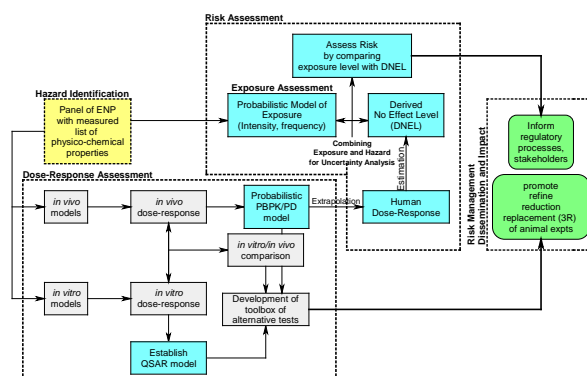 Risk Assessment
Assess Risk
by comparing
exposure level with DNEL
Hazard Identification
Panel of ENP
with measured
list of
physico-chemical
properties
Exposure Assessment
Probabilistic Model of
Exposure
(Intensity, frequency)
Derived
No Effect Level
(DNEL)
Combining
Exposure and Hazard
for Uncertainty Analysis
Estimation
Inform
regulatory
processes,
stakeholders
promote
refine
reduction
replacement (3R)
of animal expts
Risk Management
Dissemination and Impact
Dose-Response Assessment
in vivo
models
in vivo
dose-response
Probabilistic
PBPK/PD
model
Extrapolation
Human
Dose-Response
in vitro/in vivo
comparison
in vitro
models
in vitro
dose-response
Development of
toolbox of
alternative tests
Establish
QSAR model